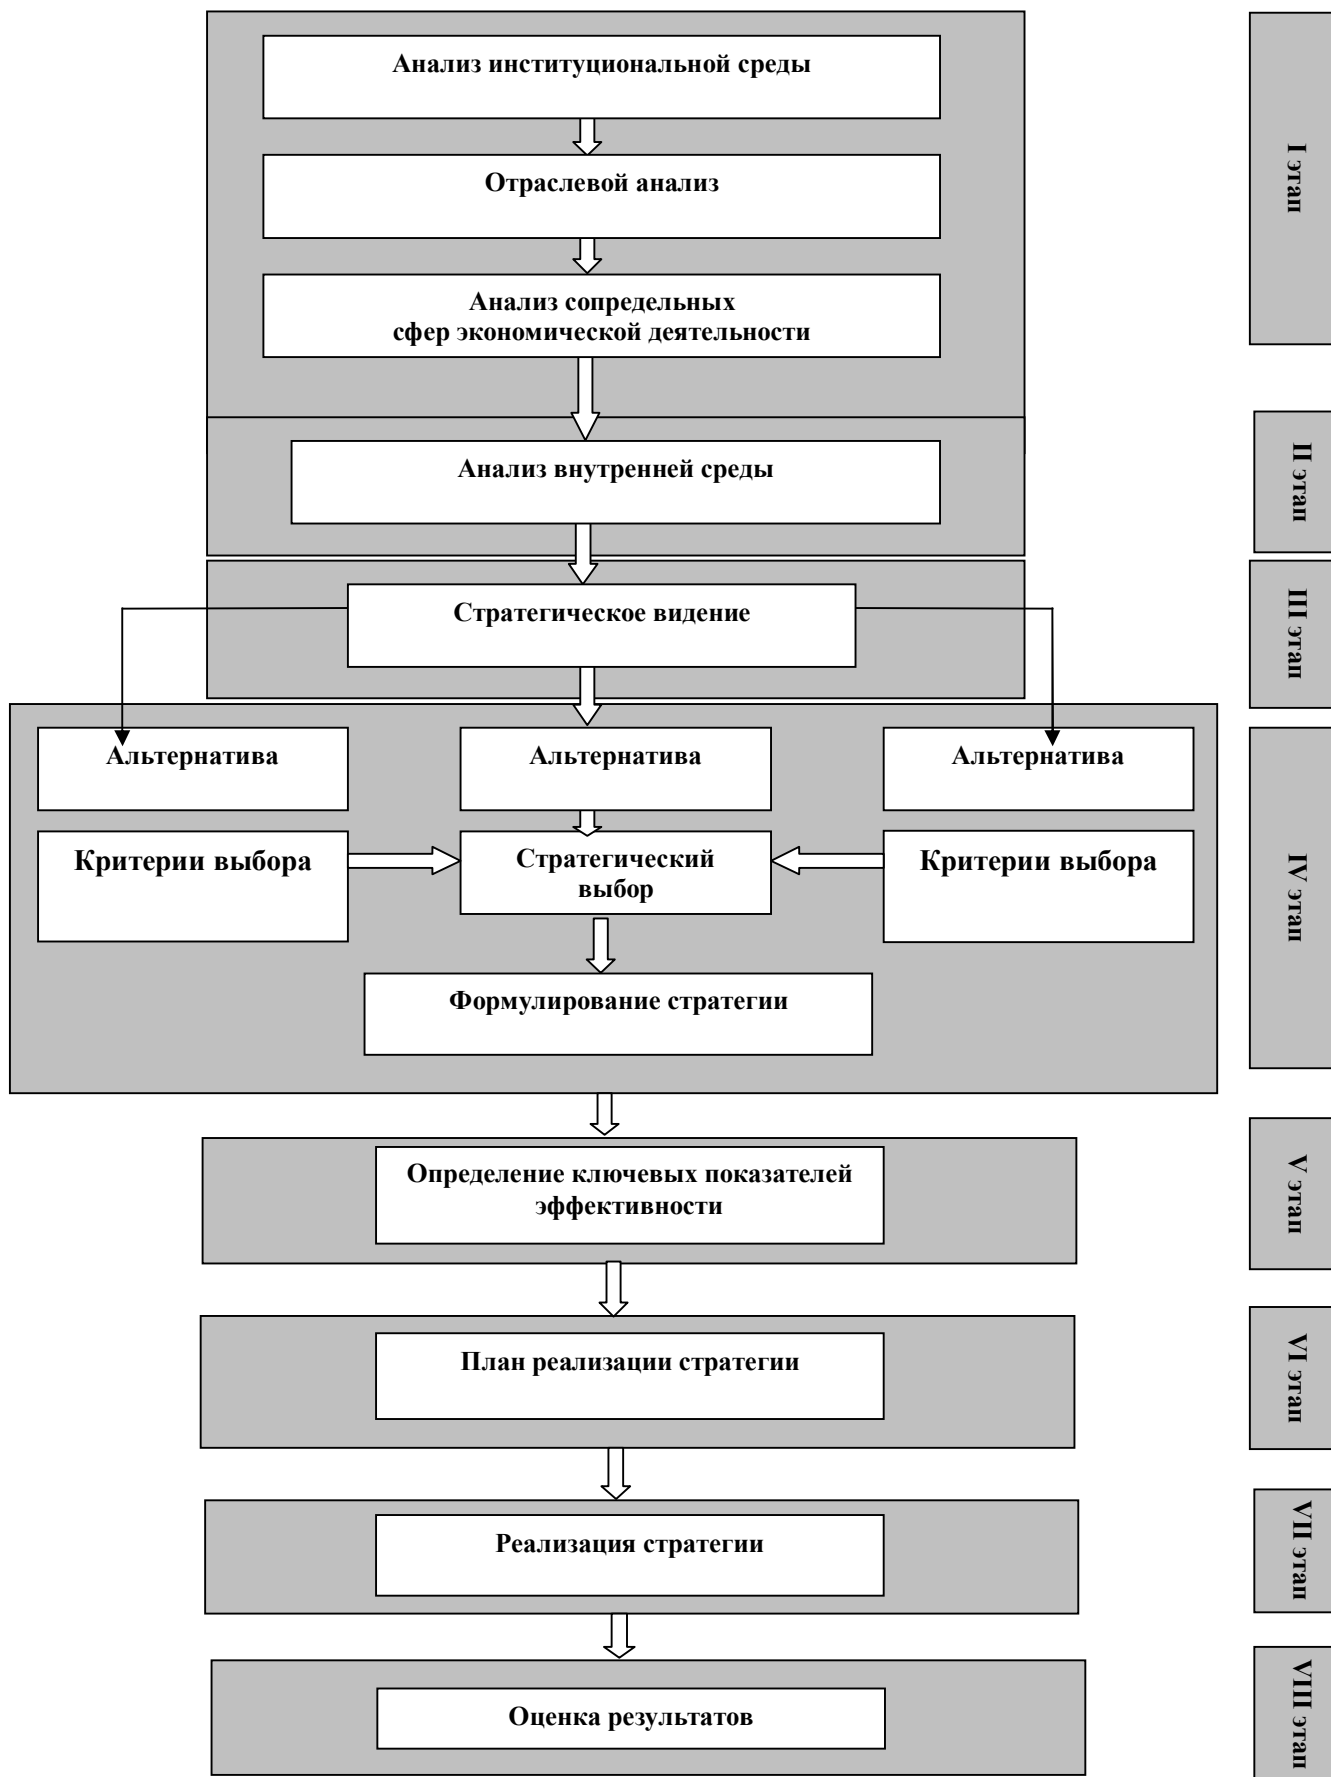 Анализ институциональной среды
I этап
Отраслевой анализ
Анализ сопредельных
сфер экономической деятельности
Анализ внутренней среды
II этап
Стратегическое видение
III этап
Альтернатива
Альтернатива
Альтернатива
Критерии выбора
Стратегический
выбор
Критерии выбора
IV этап
Формулирование стратегии
Определение ключевых показателей
эффективности
V этап
План реализации стратегии
VI этап
Реализация стратегии
VII этап
Оценка результатов
VIII этап